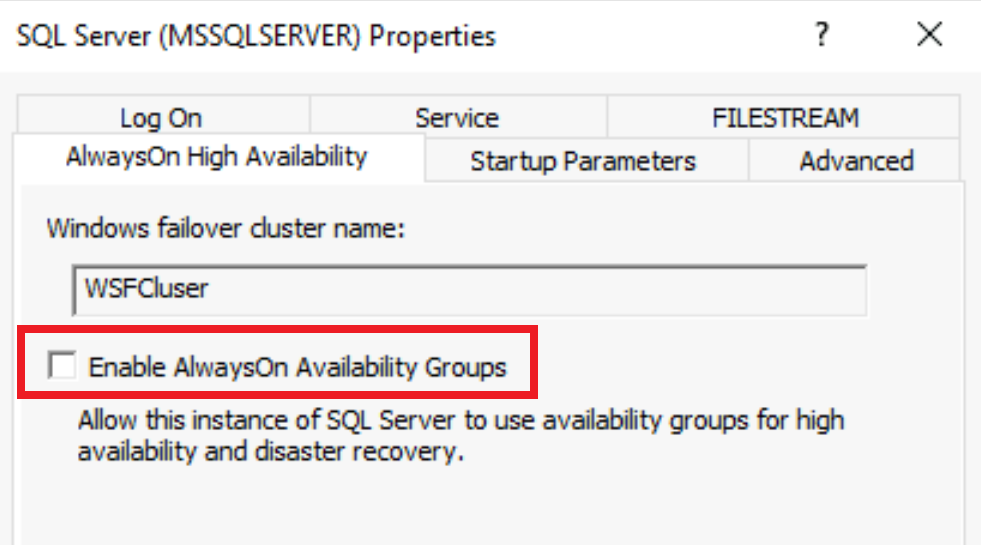 SQL Server (MSSQLSERVER) Properties ?
Log On Service FILESTREAM
AlwaysOn High Availability Startup Parameters Advanced
Windows failover cluster name:
WSFCluser
Enable AlwaysOn Availability Groups
Allow this instance of SQL Server to use availability groups for high
availability and disaster recovery.